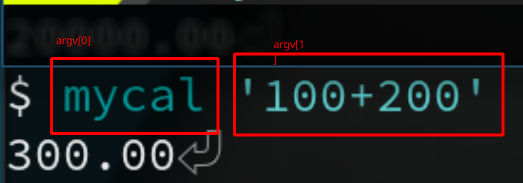 argv[0]
argv[1
]
$ mycal '100+200'
300.00